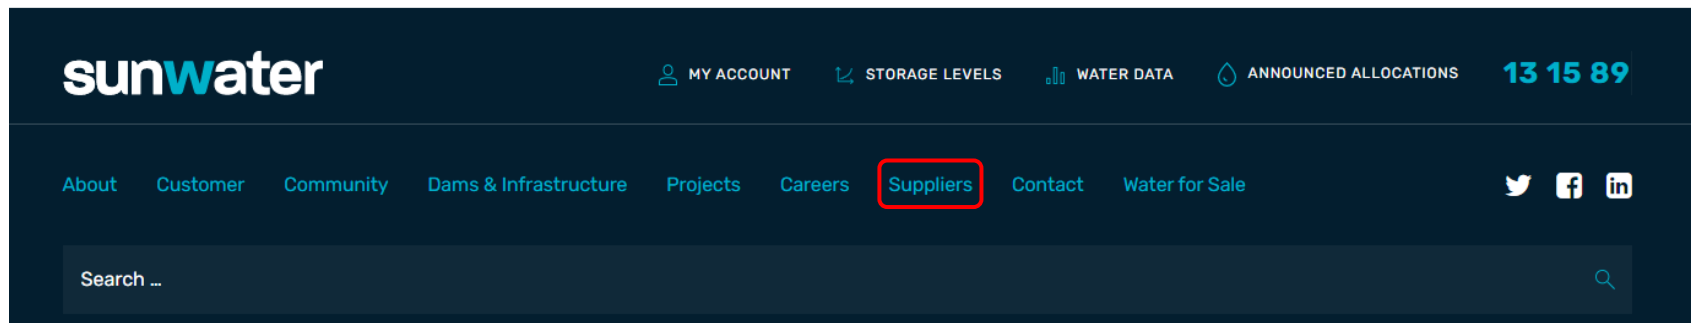 sunwater MY ACCOUNT STORAGE LEVELS WATER DATA ANNOUNCED ALLOCATIONS 13 15 89
About Customer Community Dams & Infrastructure Projects Careers Suppliers Contact Water for Sale
Search ...